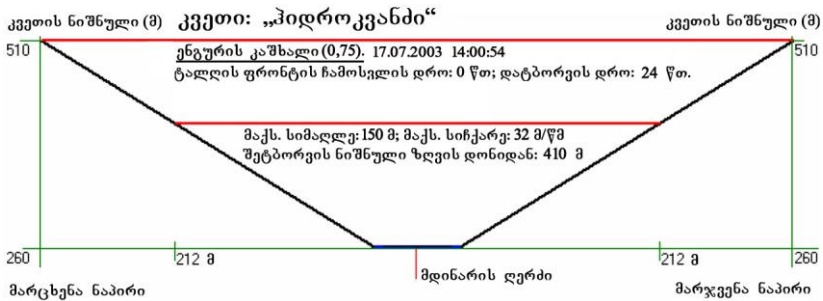 კვეთის ნიშნული (მ) კვეთი: „ჰიდროკვანძი“ კვეთის ნიშნული (მ)
510 510
ენგურის კაშხალი (0,75). 17.07.2003 14:00:54
ტალღის ფრონტის ჩამოსვლის დრო: 0 წთ; დატბორვის დრო: 24 წთ.
მაქს. სიმაღლე: 150 მ; მაქს. სიჩქარე: 32 მ/წმ
შეტბორვის ნიშნული ზღვის დონიდან: 410 მ
260 212 მ 212 მ 260
მდინარის ღერძი
მარცხენა ნაპირი მარჯვენა ნაპირი